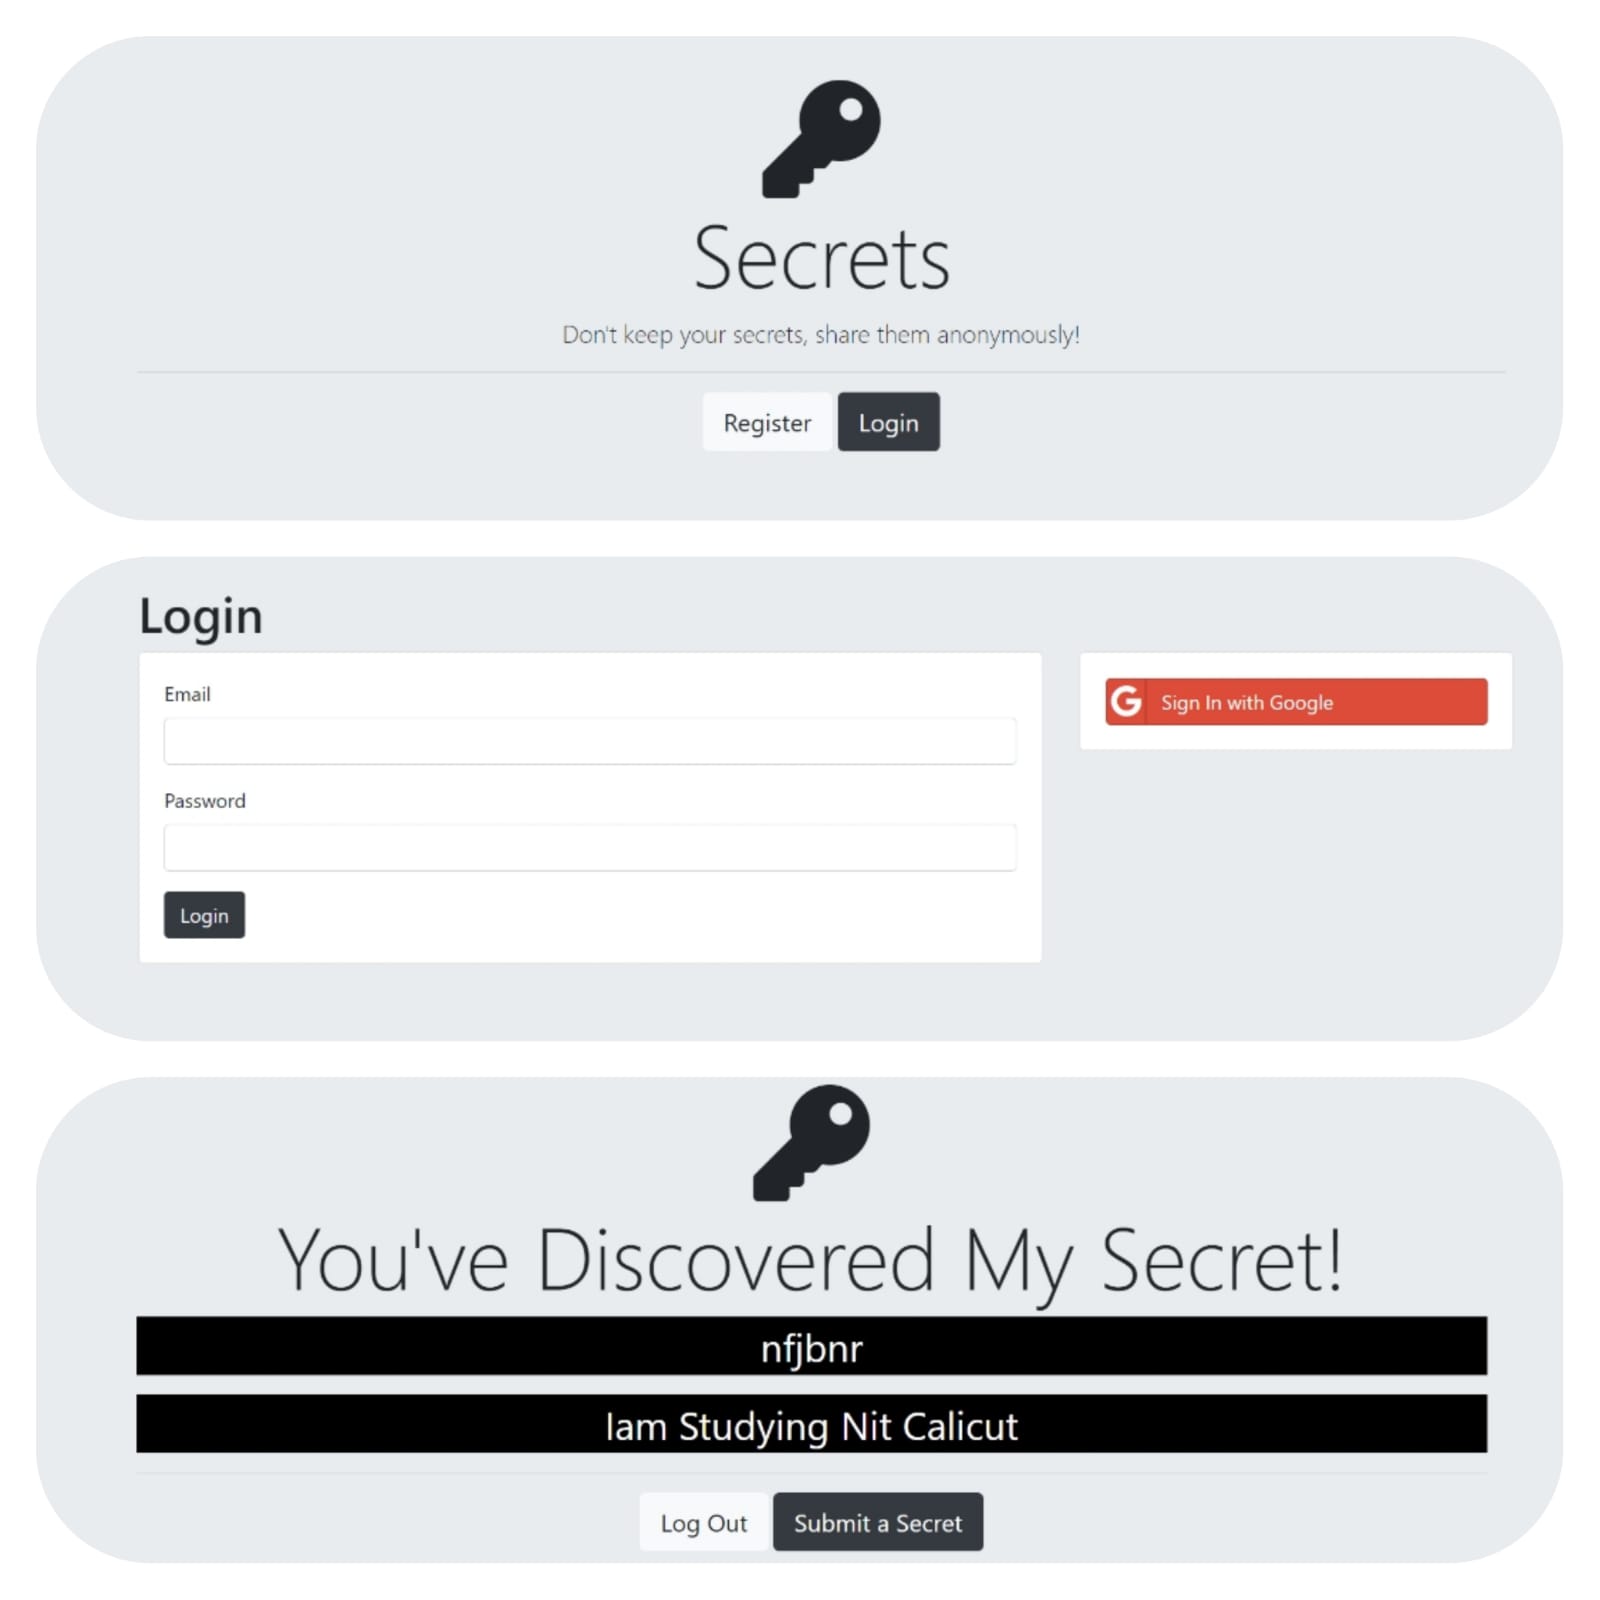 Secrets
Don't keep your secrets, share them anonymously!
Register Login
Login
Email
Sign In with Google
Password
Login
You've Discovered My Secret!
nfjbnr
Iam Studying Nit Calicut
Log Out Submit a Secret